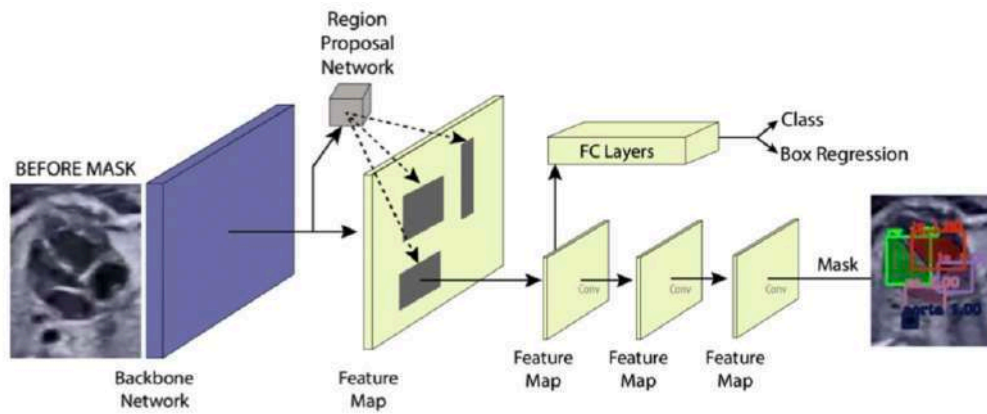 Region
Proposal
Network
BEFORE MASK
FC Layers
Class
Box Regression
Conv
Conv
Conv
Mask
1.00
Backbone
Network
Feature
Map
Feature
Map
Feature
Map
Feature
Map